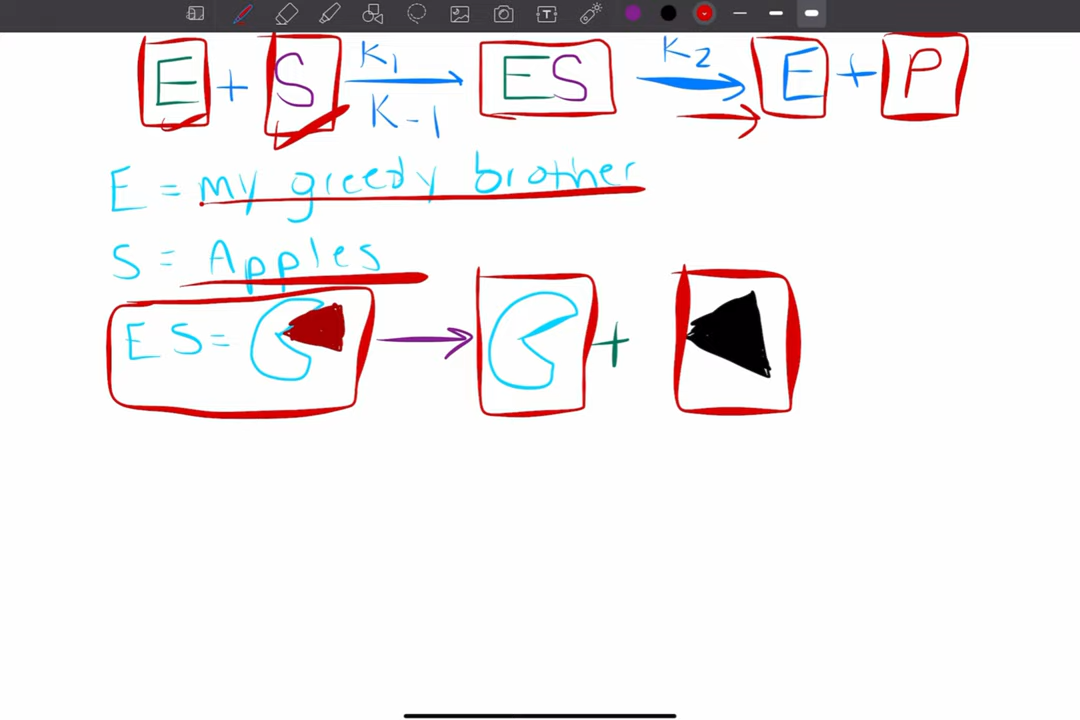 E + S K1 K-1 ES K2 E + P
E = my greedy brother
S = Apples
ES = +